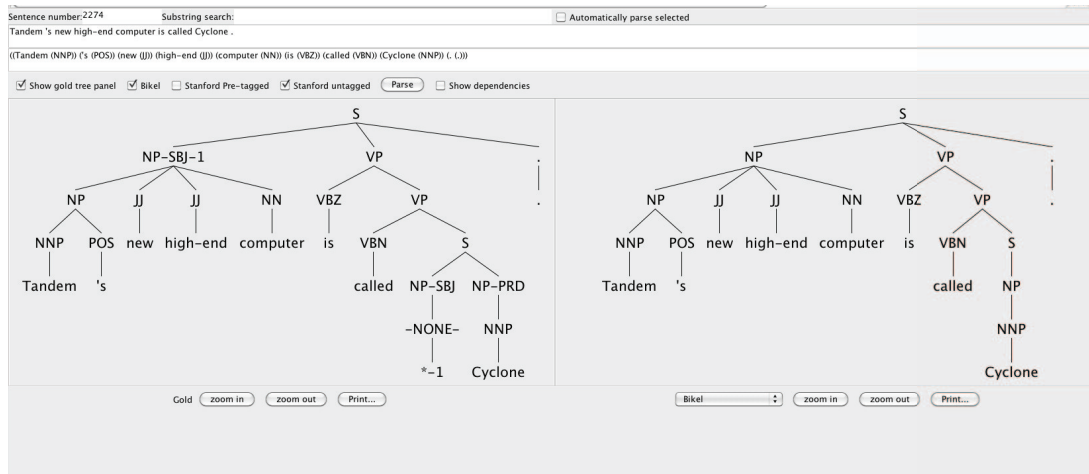 Sentence number: 2274 Substring search: Automatically parse selected
Tandem 's new high-end computer is called Cyclone .
((Tandem (NNP)) ('s (POS)) (new (JJ)) (high-end (JJ)) (computer (NN)) (is (VBZ)) (called (VBN)) (Cyclone (NNP)) (. (.)))
Show gold tree panel Bikel Stanford Pre-tagged Stanford untagged Parse Show dependencies
S S
NP-SBJ-1 VP . NP VP .
NP JJ JJ NN VBZ VP . NP JJ JJ NN VBZ VP .
NNP POS new high-end computer is VBN S NNP POS new high-end computer is VBN S
Tandem 's called NP-SBJ NP-PRD Tandem 's called NP
-NONE- NNP NNP
*-1 Cyclone Cyclone
Gold zoom in zoom out Print... Bikel zoom in zoom out Print...